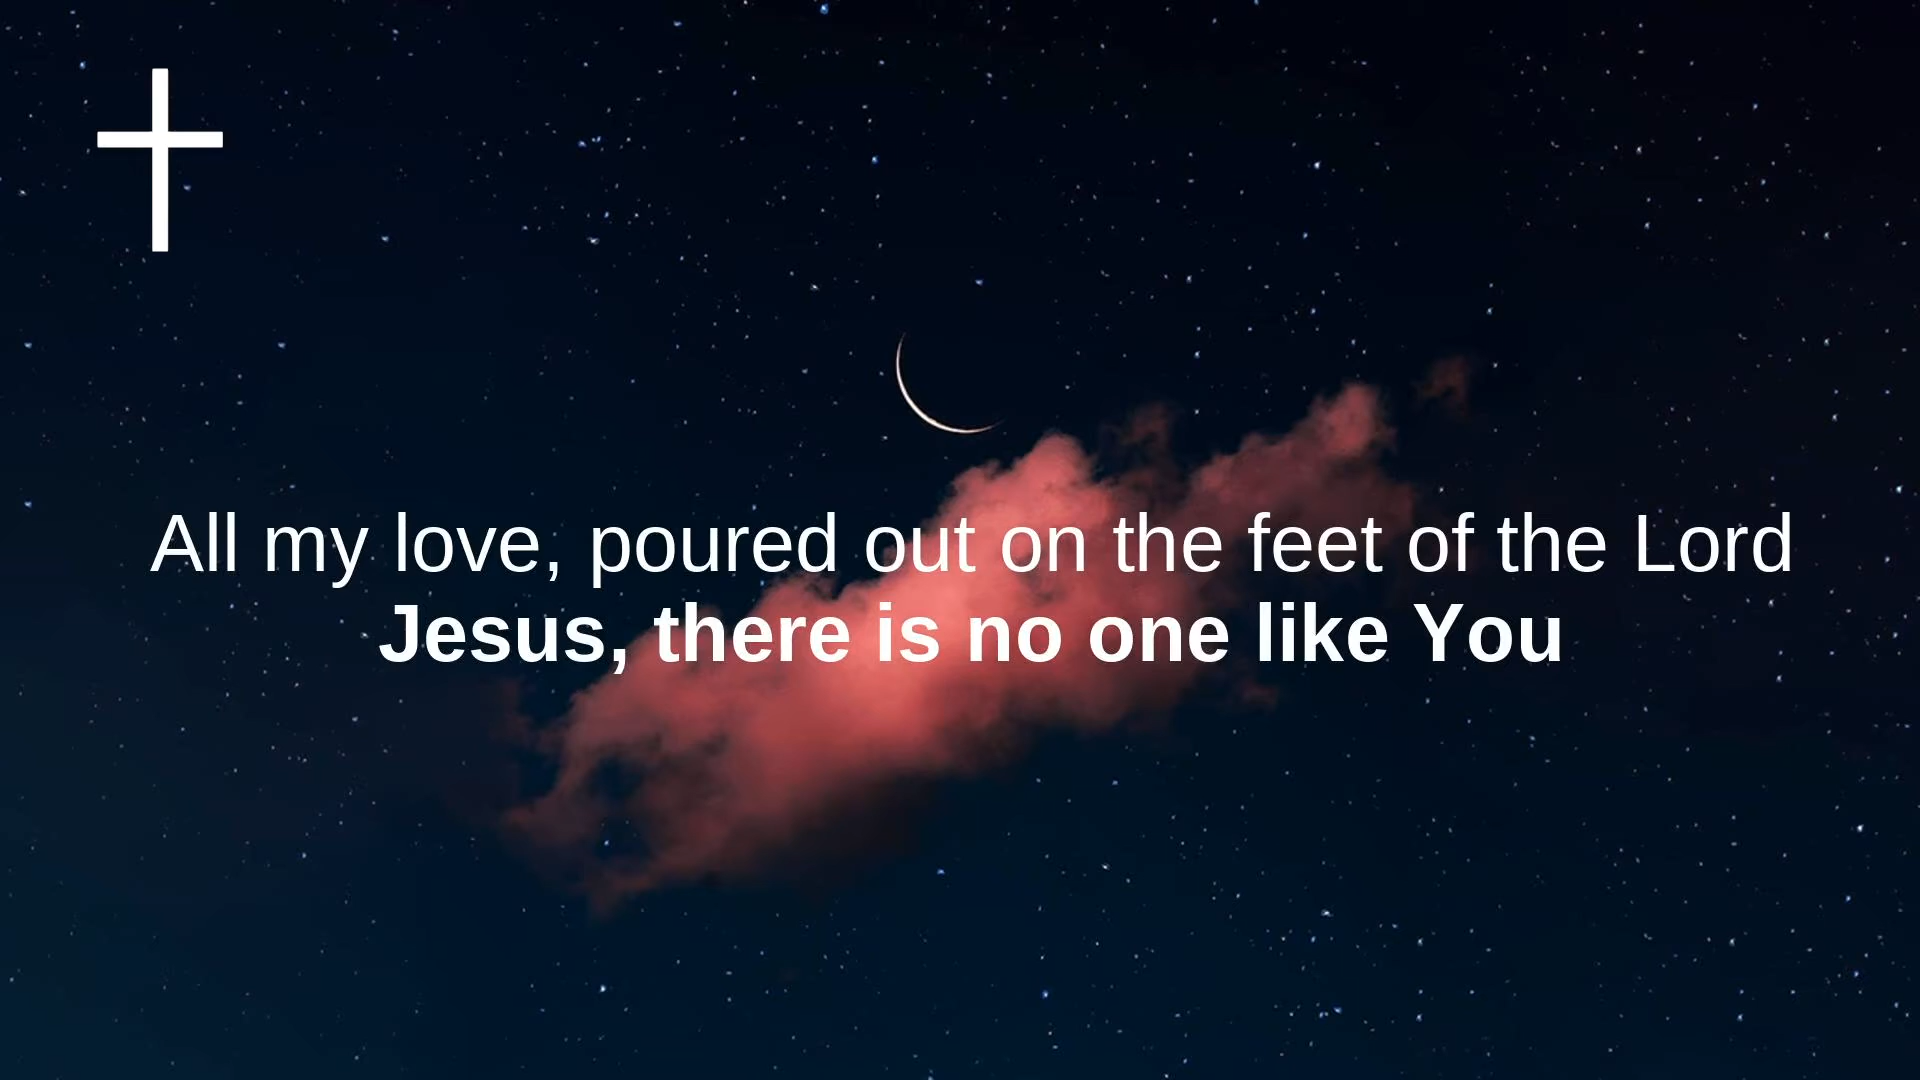 All my love, poured out on the feet of the Lord
Jesus, there is no one like You